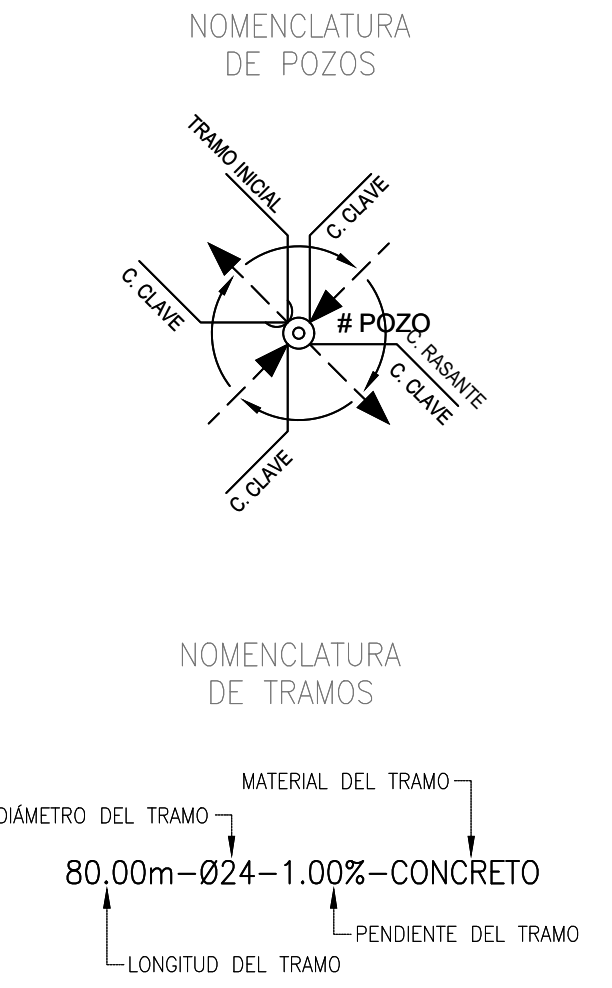 NOMENCLATURA
DE POZOS
TRAMO INICIAL
C. CLAVE
C. CLAVE
# POZO
C. RASANTE
C. CLAVE
C. CLAVE
NOMENCLATURA
DE TRAMOS
MATERIAL DEL TRAMO
DIÁMETRO DEL TRAMO
80.00m-Ø24-1.00%-CONCRETO
PENDIENTE DEL TRAMO
LONGITUD DEL TRAMO